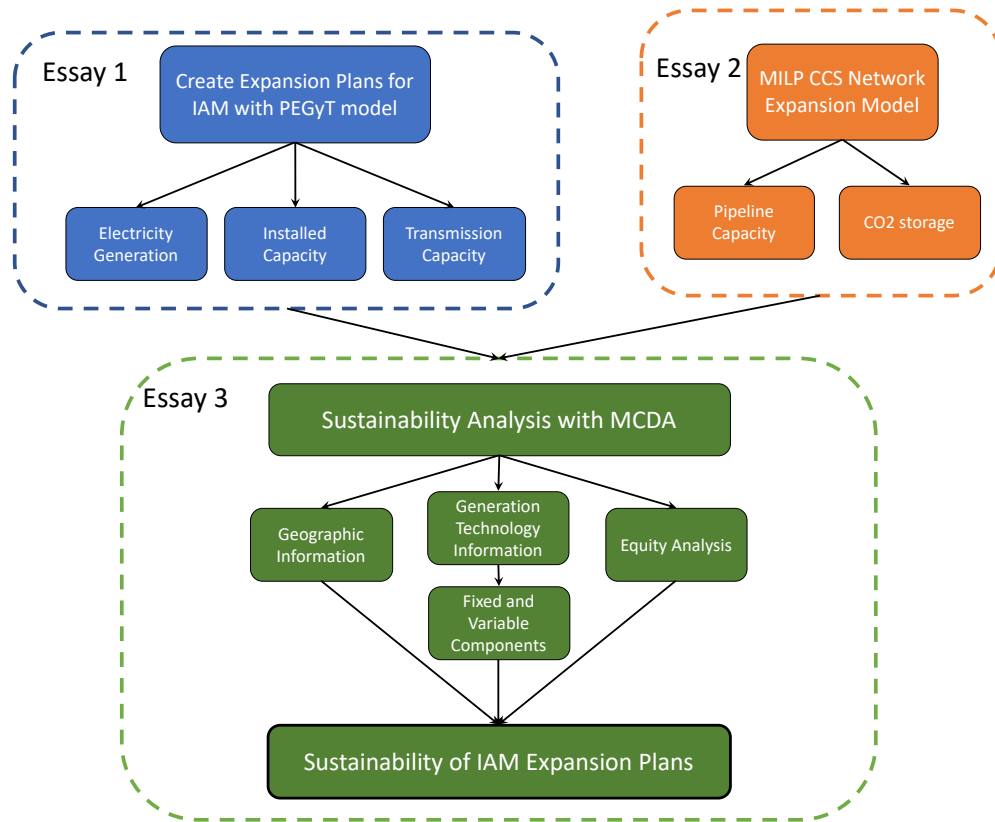 Essay 1
Create Expansion Plans for
IAM with PEGyT model
Electricity
Generation
Installed
Capacity
Transmission
Capacity
Essay 2
MILP CCS Network
Expansion Model
Pipeline
Capacity
CO2 storage
Essay 3
Sustainability Analysis with MCDA
Geographic
Information
Generation
Technology
Information
Equity Analysis
Fixed and
Variable
Components
Sustainability of IAM Expansion Plans